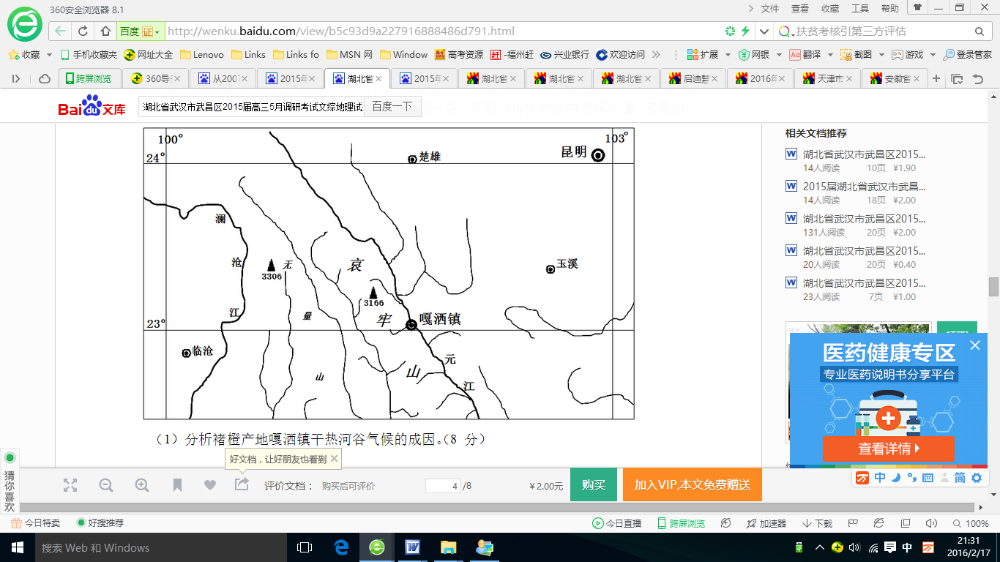 360安全浏览器 8.1
文件 查看 收藏 工具 帮助
百度 证 http://wenku.baidu.com/view/b5c93d9a227916888486d791.html
扶贫考核引第三方评估
收藏 手机收藏夹 网址大全 Lenovo Links Links fo MSN 网 Window 高考资源 -福州赶 兴业银行 欢迎访问 扩展 网银 翻译 截图 游戏 登录管家
跨屏浏览 360导 从200 2015年 湖北省 2015年 湖北省 湖北省 湖北省 启迪慧 2016年 天津市 安徽省
Bai du 文库
湖北省武汉市武昌区2015届高三5月调研考试文综地理试
百度一下
100° 103°
24°
楚雄
昆明
澜
沧
江
3306
无
量
山
哀
牢
山
3166
玉溪
23°
嘎洒镇
临沧
元
江
(1) 分析褚橙产地嘎洒镇干热河谷气候的成因。(8 分)
相关文档推荐
湖北省武汉市武昌区2015...
14人阅读 10页 ¥1.90
2015届湖北省武汉市武昌...
14人阅读 18页 ¥2.00
湖北省武汉市武昌区2015...
131人阅读 20页 ¥2.00
湖北省武汉市武昌区2015...
20人阅读 20页 ¥0.40
湖北省武汉市武昌区2015...
23人阅读 7页 ¥1.00
医药健康专区
专业医药说明书分享平台
查看详情
万 中 简
猜你喜欢
好文档，让好朋友也看到
评价文档： 购买后可评价
4 /8
¥2.00元
购买
加入VIP,本文免费赠送
今日特卖 好搜推荐
今日直播 跨屏浏览 加速器 下载 100%
搜索 Web 和 Windows
中
21:31
2016/2/17